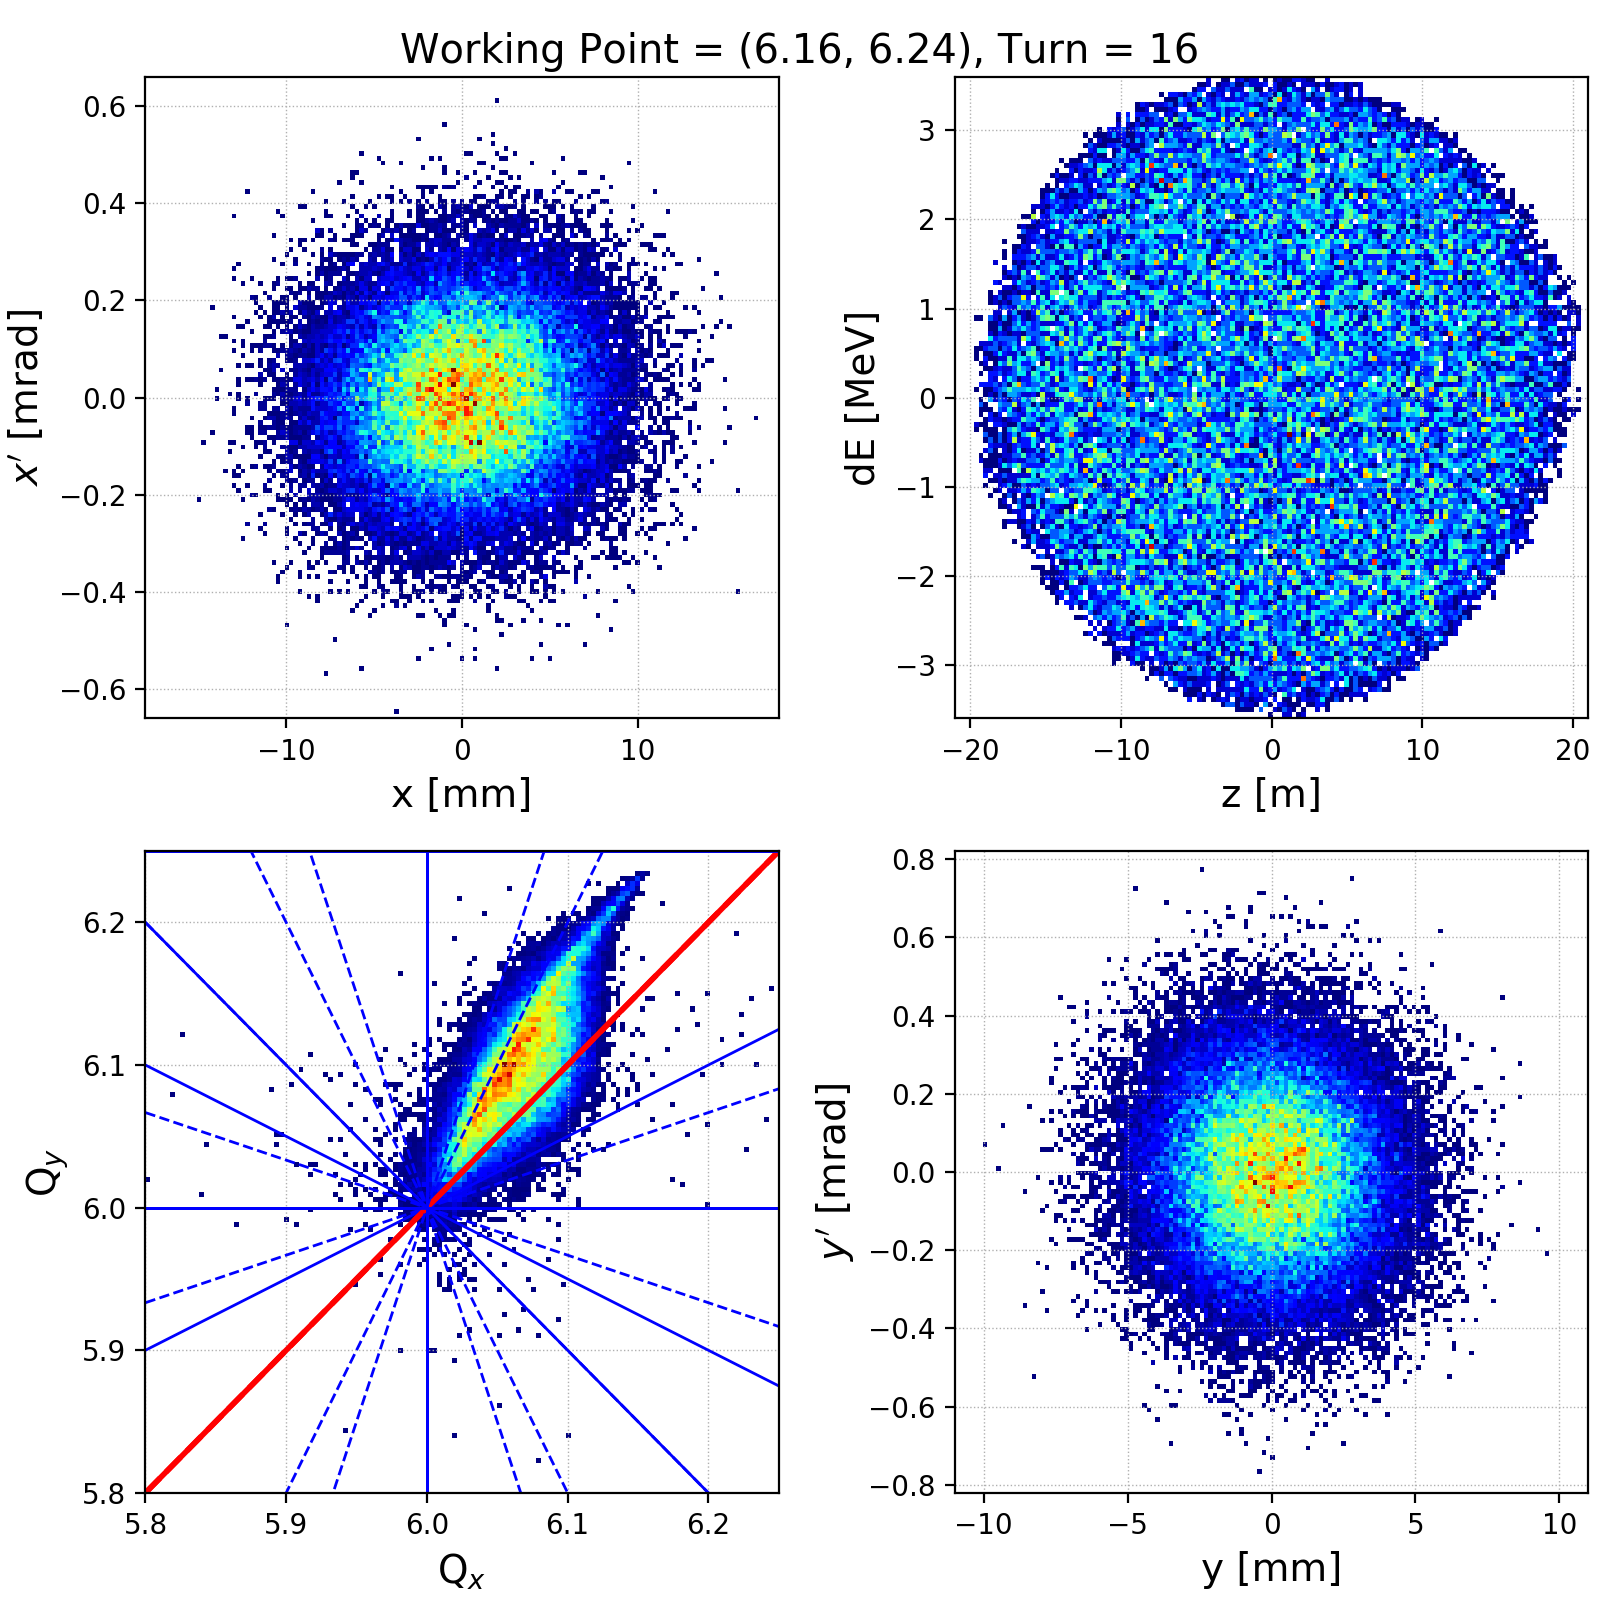 Working Point = (6.16, 6.24), Turn = 16
0.6
0.4
0.2
0.0
−0.2
−0.4
−0.6
x′ [mrad]
−10 0 10
x [mm]
3
2
1
0
−1
−2
−3
dE [MeV]
−20 −10 0 10 20
z [m]
6.2
6.1
6.0
5.9
5.8
Qy
5.8 5.9 6.0 6.1 6.2
Qx
0.8
0.6
0.4
0.2
0.0
−0.2
−0.4
−0.6
−0.8
y′ [mrad]
−10 −5 0 5 10
y [mm]